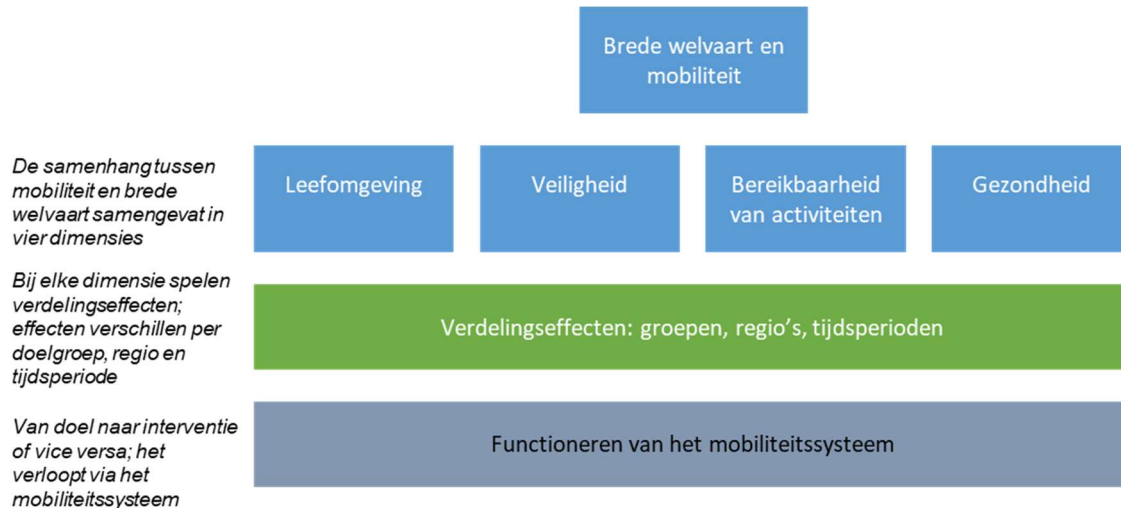 Brede welvaart en
mobiliteit
De samenhang tussen
mobiliteit en brede
welvaart samengevat in
vier dimensies
Leefomgeving
Veiligheid
Bereikbaarheid
van activiteiten
Gezondheid
Bij elke dimensie spelen
verdelingseffecten;
effecten verschillen per
doelgroep, regio en
tijdsperiode
Verdelingseffecten: groepen, regio's, tijdsperioden
Van doel naar interventie
of vice versa; het
verloopt via het
mobiliteitssysteem
Functioneren van het mobiliteitssysteem